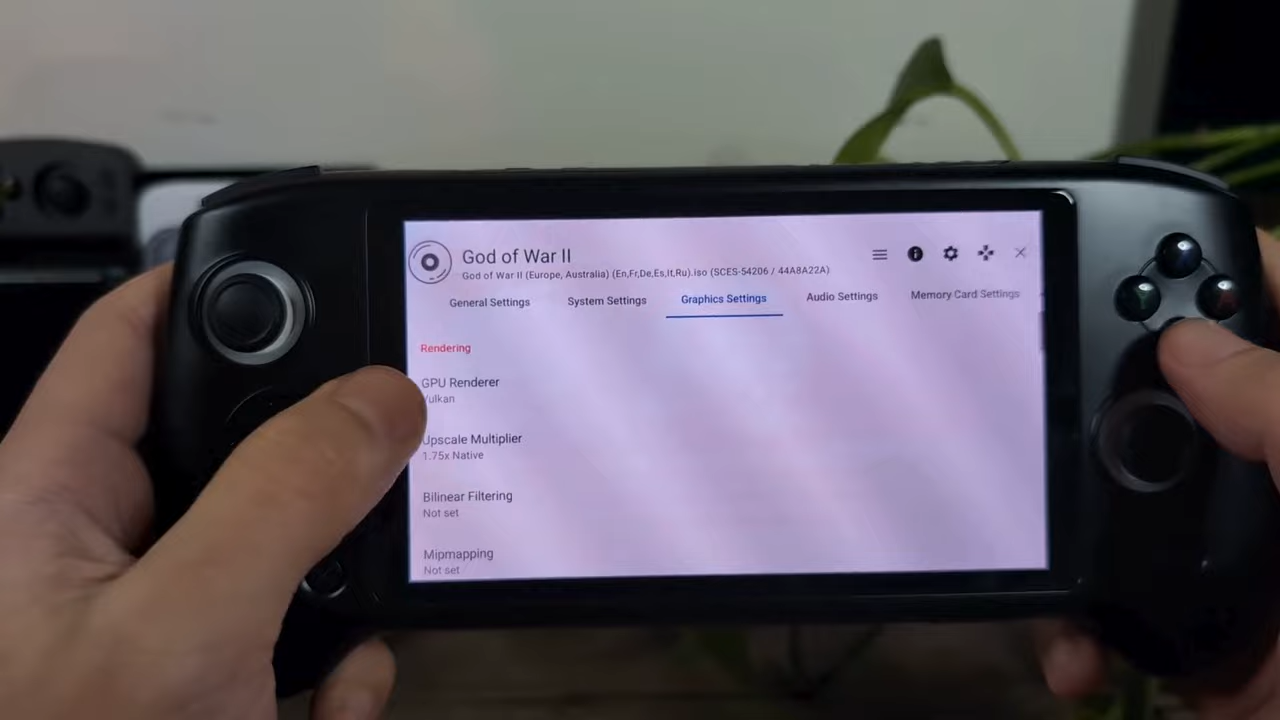 God of War II
God of War II (Europe, Australia) (En,Fr,De,Es,It,Ru).iso (SCES-54206 / 44A8A22A)
General Settings
System Settings
Graphics Settings
Audio Settings
Memory Card Settings
Rendering
GPU Renderer
Vulkan
Upscale Multiplier
1.75x Native
Bilinear Filtering
Not set
Mipmapping
Not set